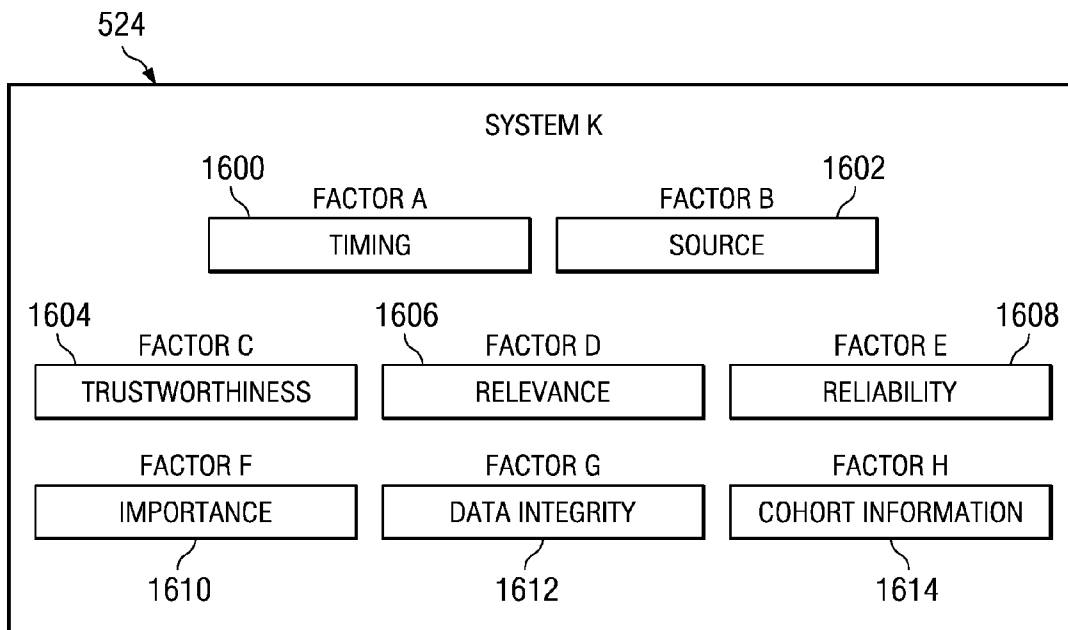 524
SYSTEM K
1600 1602
FACTOR A FACTOR B
TIMING SOURCE
1604 1606 1608
FACTOR C FACTOR D FACTOR E
TRUSTWORTHINESS RELEVANCE RELIABILITY
FACTOR F FACTOR G FACTOR H
IMPORTANCE DATA INTEGRITY COHORT INFORMATION
1610 1612 1614